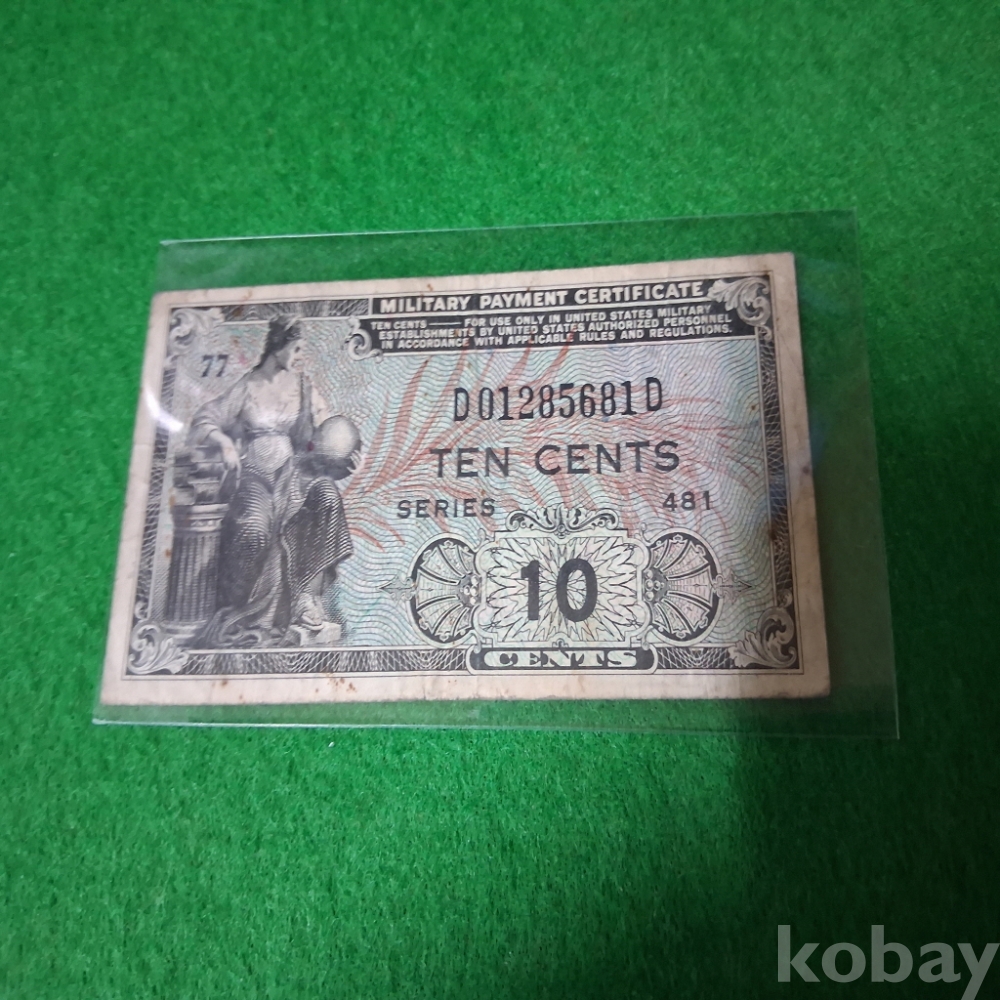 MILITARY PAYMENT CERTIFICATE
TEN CENTS — FOR USE ONLY IN UNITED STATES MILITARY
ESTABLISHMENTS BY UNITED STATES AUTHORIZED PERSONNEL
IN ACCORDANCE WITH APPLICABLE RULES AND REGULATIONS.
77
D01285681D
TEN CENTS
SERIES 481
10
CENTS
kobay